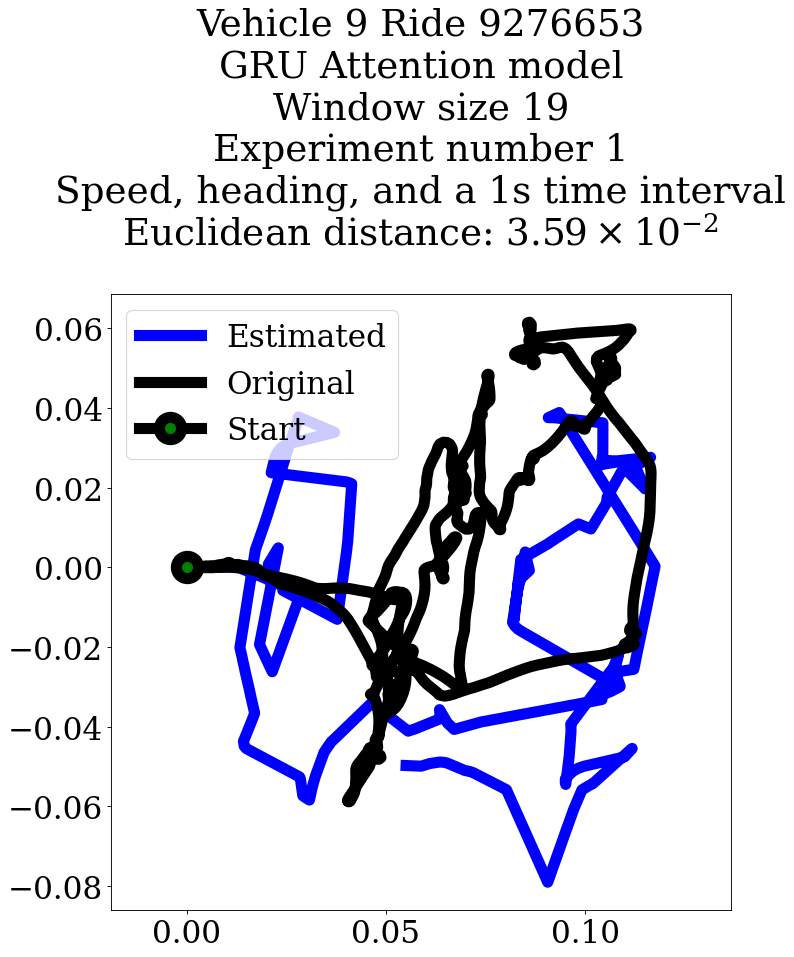 Vehicle 9 Ride 9276653
GRU Attention model
Window size 19
Experiment number 1
Speed, heading, and a 1s time interval
Euclidean distance: 3.59 × 10⁻²
Estimated
Original
Start
0.06
0.04
0.02
0.00
−0.02
−0.04
−0.06
−0.08
0.00 0.05 0.10